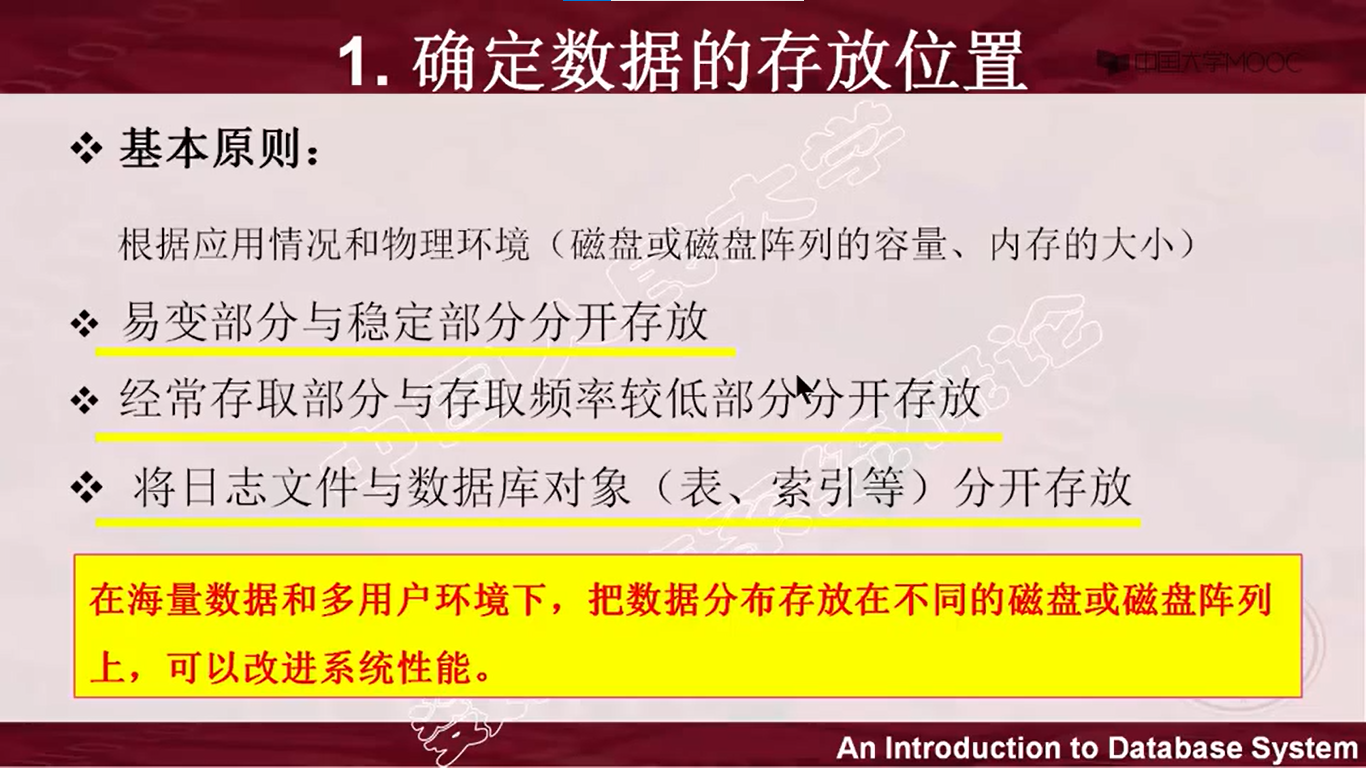 1. 确定数据的存放位置
中国大学MOOC
基本原则：
根据应用情况和物理环境（磁盘或磁盘阵列的容量、内存的大小）
易变部分与稳定部分分开存放
经常存取部分与存取频率较低部分分开存放
将日志文件与数据库对象（表、索引等）分开存放
在海量数据和多用户环境下，把数据分布存放在不同的磁盘或磁盘阵列
上，可以改进系统性能。
An Introduction to Database System